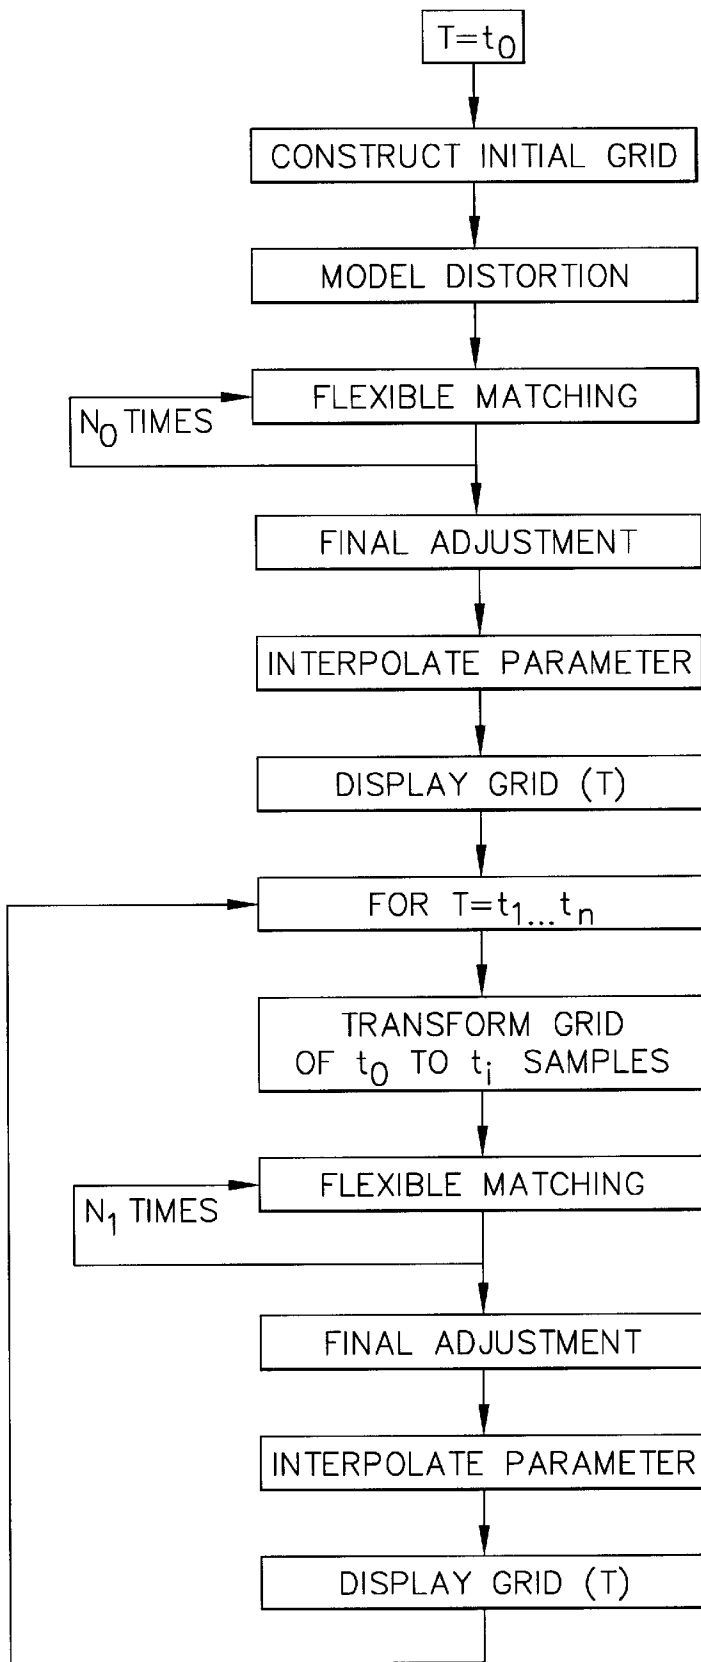 T=t0
CONSTRUCT INITIAL GRID
MODEL DISTORTION
FLEXIBLE MATCHING
N0 TIMES
FINAL ADJUSTMENT
INTERPOLATE PARAMETER
DISPLAY GRID (T)
FOR T=t1...tn
TRANSFORM GRID
OF t0 TO ti SAMPLES
FLEXIBLE MATCHING
N1 TIMES
FINAL ADJUSTMENT
INTERPOLATE PARAMETER
DISPLAY GRID (T)